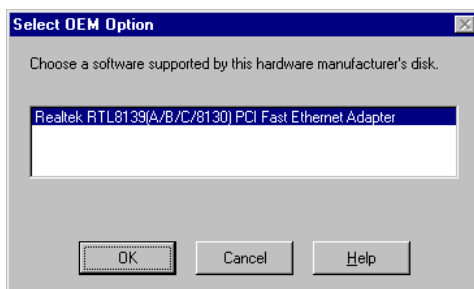 Select OEM Option
Choose a software supported by this hardware manufacturer's disk.
Realtek RTL8139(A/B/C/8130) PCI Fast Ethernet Adapter
OK
Cancel
Help